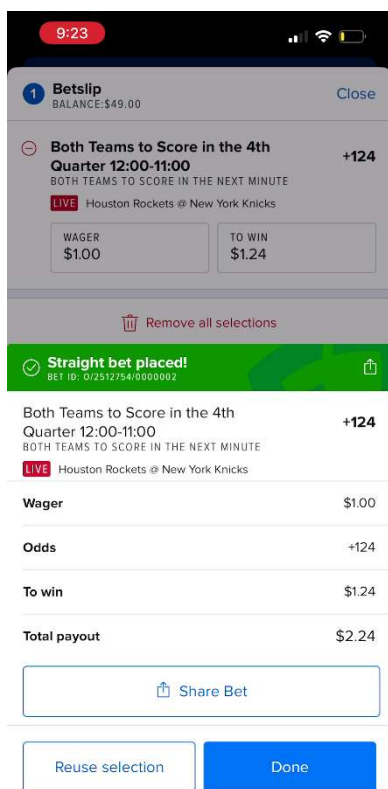 9:23
1 Betslip
BALANCE:$49.00
Close
Both Teams to Score in the 4th
Quarter 12:00-11:00
+124
BOTH TEAMS TO SCORE IN THE NEXT MINUTE
LIVE Houston Rockets @ New York Knicks
WAGER
$1.00
TO WIN
$1.24
Remove all selections
Straight bet placed!
BET ID: O/2512754/0000002
Both Teams to Score in the 4th
Quarter 12:00-11:00
+124
BOTH TEAMS TO SCORE IN THE NEXT MINUTE
LIVE Houston Rockets @ New York Knicks
Wager $1.00
Odds +124
To win $1.24
Total payout $2.24
Share Bet
Reuse selection
Done